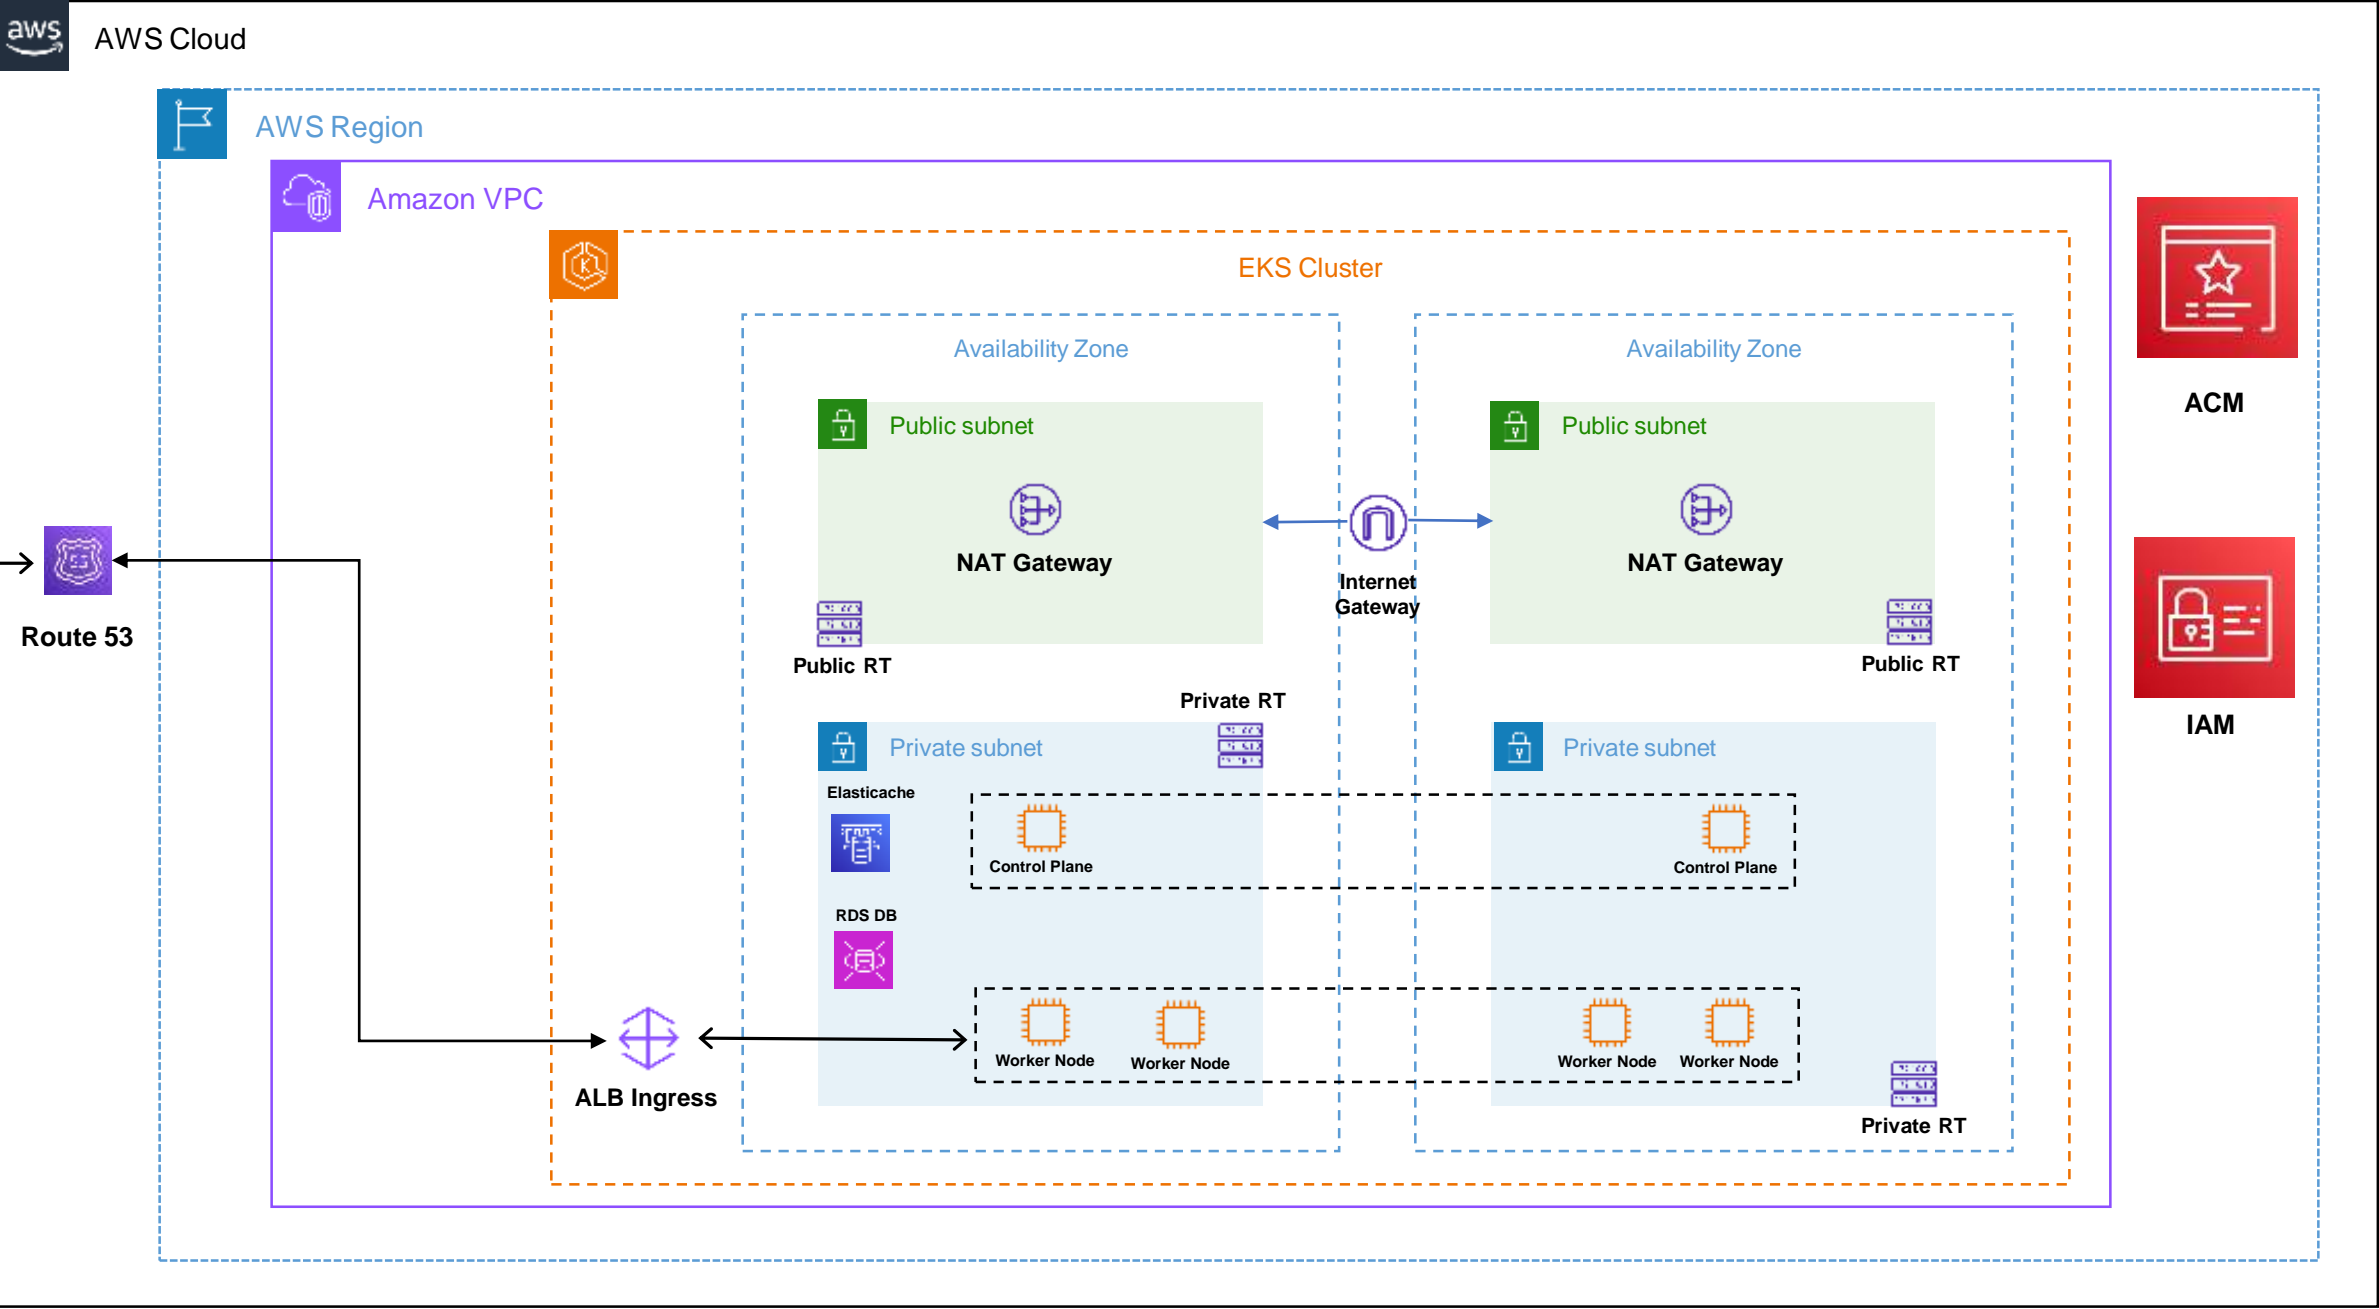 aws
AWS Cloud
AWS Region
Amazon VPC
EKS Cluster
Availability Zone
Availability Zone
ACM
Public subnet
Public subnet
NAT Gateway
NAT Gateway
Internet
Gateway
Route 53
Public RT
Public RT
IAM
Private RT
Private subnet
Private subnet
Elasticache
Control Plane
Control Plane
RDS DB
Worker Node
Worker Node
Worker Node
Worker Node
ALB Ingress
Private RT